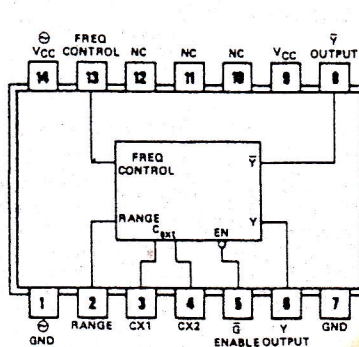 ⊖ FREQ NC NC NC VCC Y̅
VCC CONTROL OUTPUT
14 13 12 11 10 9 8
FREQ
CONTROL
Y̅
RANGE
Y
Cext
EN
1 2 3 4 5 6 7
⊖ RANGE CX1 CX2 G̅ Y GND
GND ENABLE OUTPUT